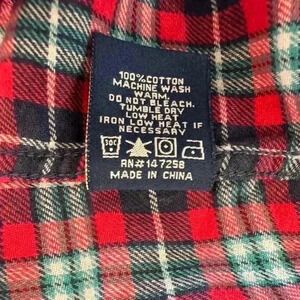 100% COTTON
MACHINE WASH
WARM.
DO NOT BLEACH.
TUMBLE DRY
LOW HEAT
IRON LOW HEAT IF
NECESSARY
RN#147258
MADE IN CHINA